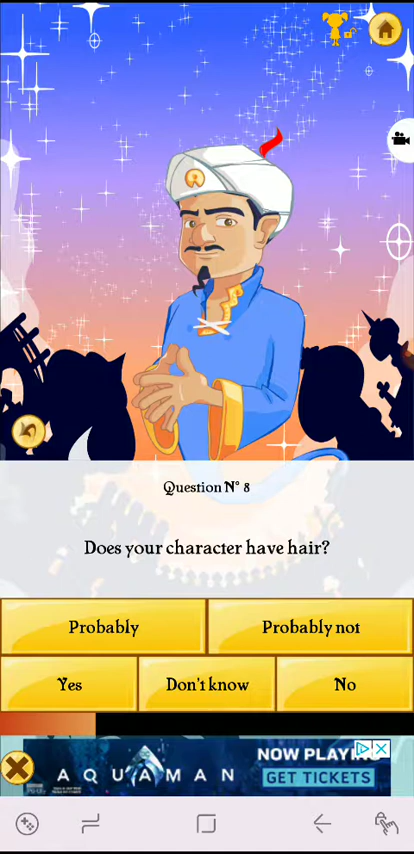 Question N° 8
Does your character have hair?
Probably
Probably not
Yes
Don't know
No
AQUAMAN
NOW PLAYING
GET TICKETS